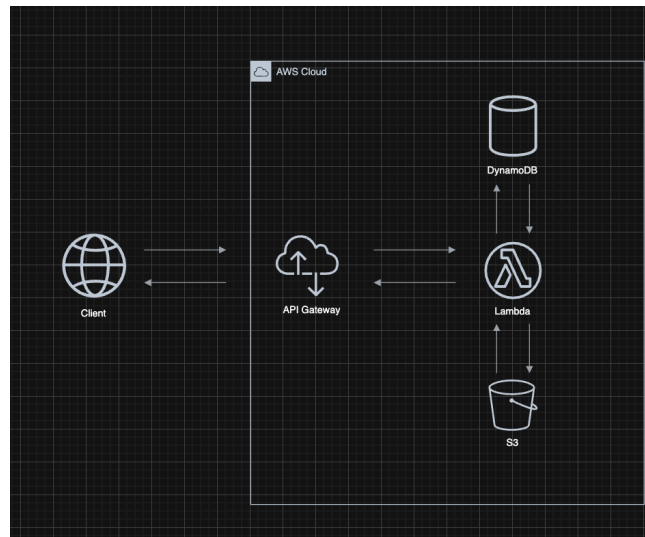 AWS Cloud
DynamoDB
Client
API Gateway
Lambda
S3